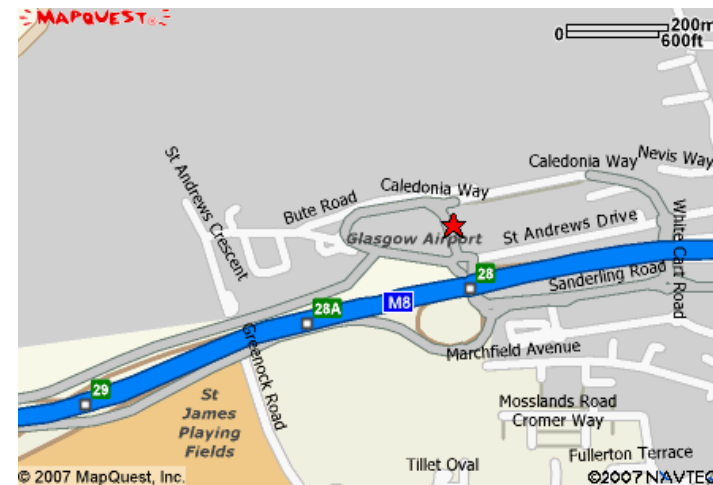 MAPQUEST
0
200m
600ft
St Andrews Crescent
Bute Road
Caledonia Way
Caledonia Way
Nevis Way
Glasgow Airport
St Andrews Drive
White Cart Road
28
Sanderling Road
M8
28A
Greenock Road
Marchfield Avenue
29
St
James
Playing
Fields
Mosslands Road
Cromer Way
Tillet Oval
Fullerton Terrace
© 2007 MapQuest, Inc.
©2007 NAVTEQ